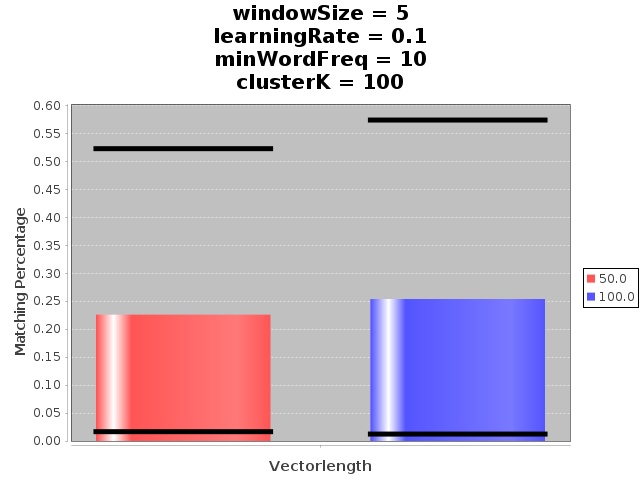 windowSize = 5
learningRate = 0.1
minWordFreq = 10
clusterK = 100
0.60
0.55
0.50
0.45
0.40
0.35
0.30
0.25
0.20
0.15
0.10
0.05
0.00
Matching Percentage
Vectorlength
50.0
100.0